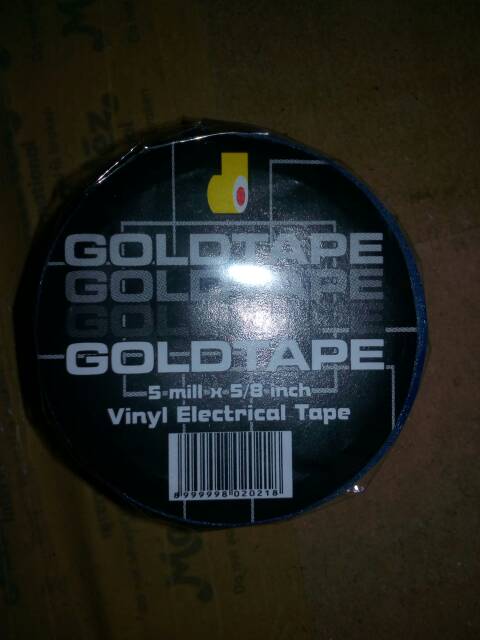 GOLDTAPE
GOLDTAPE
GOLDTAPE
GOLDTAPE
5-mill-x-5/8-inch
Vinyl Electrical Tape
8999998020218